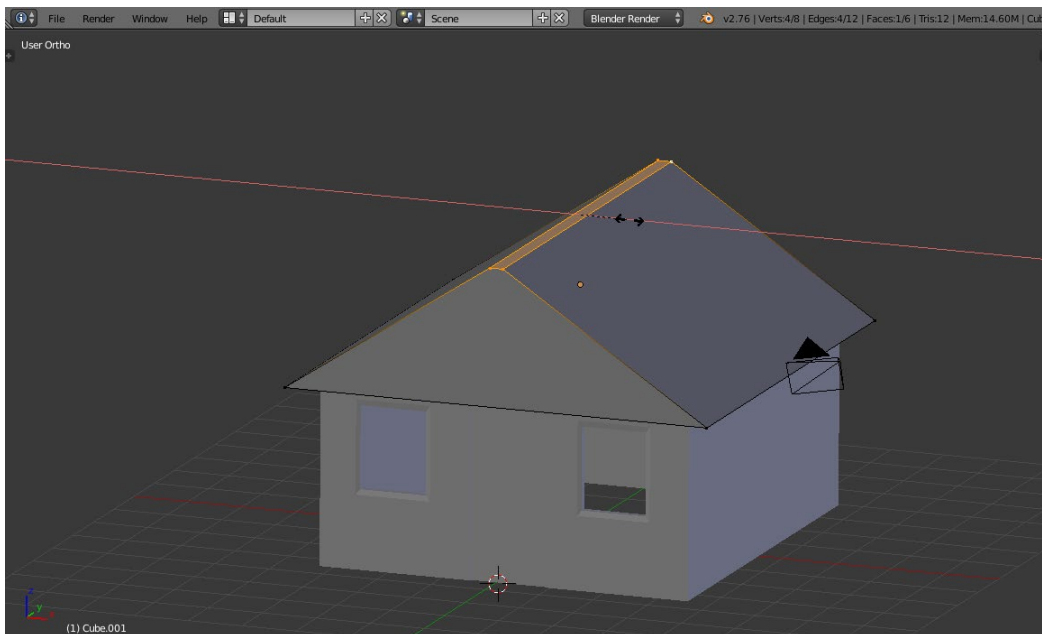 File Render Window Help Default Scene Blender Render v2.76 | Verts:4/8 | Edges:4/12 | Faces:1/6 | Tris:12 | Mem:14.60M | Cub
User Ortho
z
y
x
(1) Cube.001